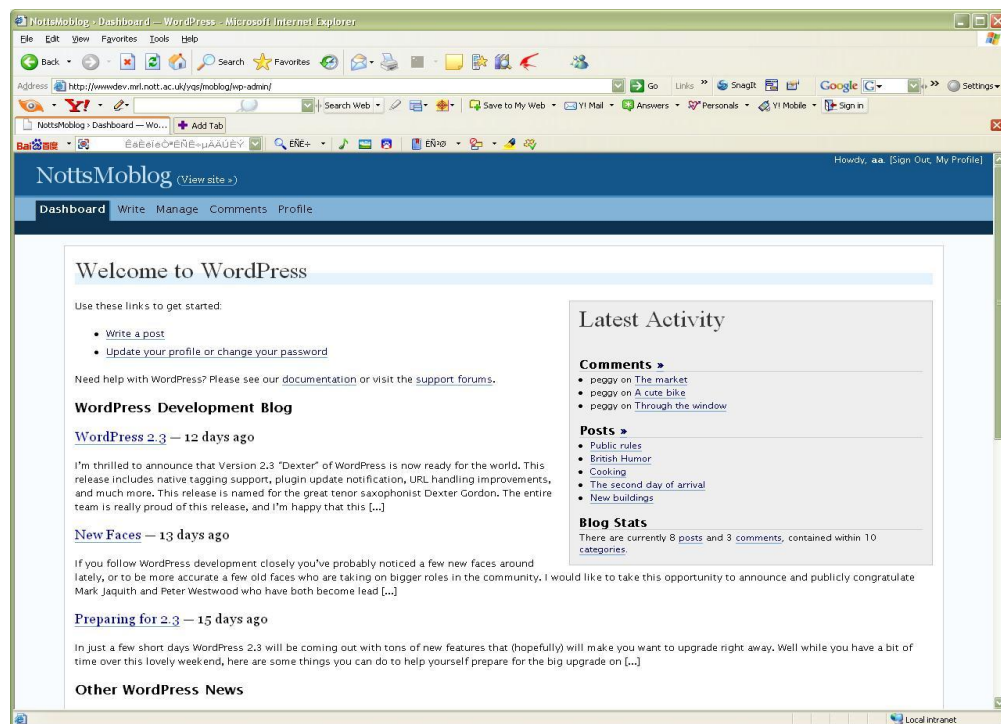 NottsMoblog › Dashboard — WordPress - Microsoft Internet Explorer
File Edit View Favorites Tools Help
Back Search Favorites
Address http://wwwdev.mrl.nott.ac.uk/yqs/moblog/wp-admin/ Go Links » SnagIt Google G » Settings
Y! Search Web Save to My Web Y! Mail Answers Personals Y! Mobile Sign in
NottsMoblog › Dashboard — Wo... Add Tab
Bai百度
Howdy, aa. [Sign Out, My Profile]
NottsMoblog (View site »)
Dashboard Write Manage Comments Profile
Welcome to WordPress
Use these links to get started:
• Write a post
• Update your profile or change your password
Need help with WordPress? Please see our documentation or visit the support forums.
WordPress Development Blog
WordPress 2.3 — 12 days ago
I'm thrilled to announce that Version 2.3 "Dexter" of WordPress is now ready for the world. This
release includes native tagging support, plugin update notification, URL handling improvements,
and much more. This release is named for the great tenor saxophonist Dexter Gordon. The entire
team is really proud of this release, and I'm happy that this [...]
New Faces — 13 days ago
If you follow WordPress development closely you've probably noticed a few new faces around
lately, or to be more accurate a few old faces who are taking on bigger roles in the community. I would like to take this opportunity to announce and publicly congratulate
Mark Jaquith and Peter Westwood who have both become lead [...]
Preparing for 2.3 — 15 days ago
In just a few short days WordPress 2.3 will be coming out with tons of new features that (hopefully) will make you want to upgrade right away. Well while you have a bit of
time over this lovely weekend, here are some things you can do to help yourself prepare for the big upgrade on [...]
Other WordPress News
Latest Activity
Comments »
• peggy on The market
• peggy on A cute bike
• peggy on Through the window
Posts »
• Public rules
• British Humor
• Cooking
• The second day of arrival
• New buildings
Blog Stats
There are currently 8 posts and 3 comments, contained within 10
categories.
Local intranet